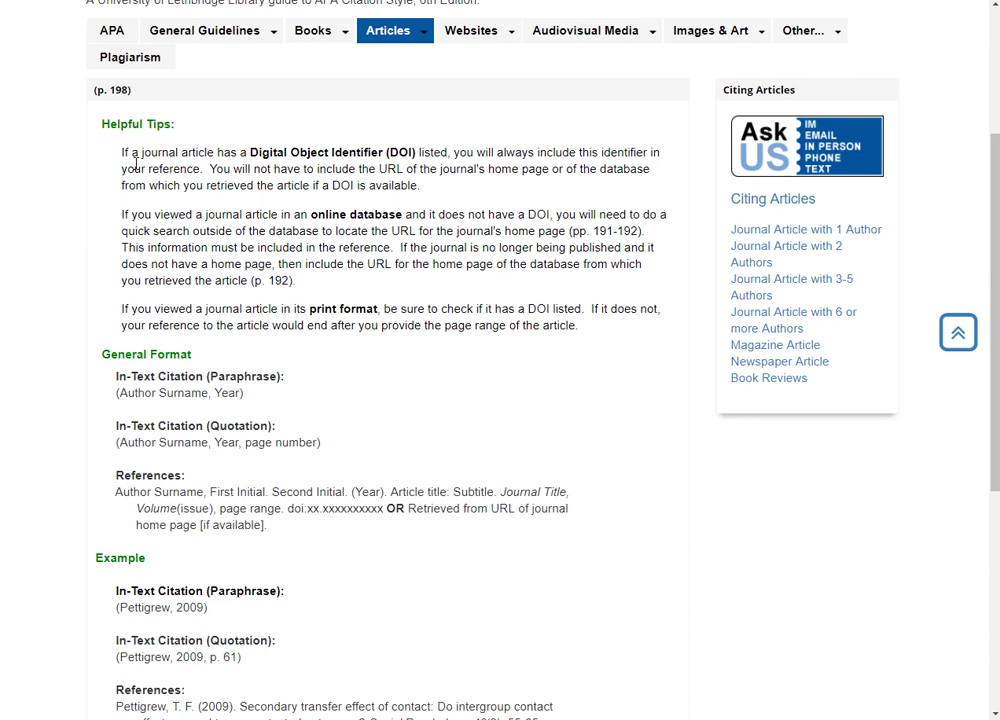 A University of Lethbridge Library guide to APA Citation Style, 6th Edition.
APA General Guidelines Books Articles Websites Audiovisual Media Images & Art Other...
Plagiarism
(p. 198)
Helpful Tips:
If a journal article has a Digital Object Identifier (DOI) listed, you will always include this identifier in
your reference. You will not have to include the URL of the journal's home page or of the database
from which you retrieved the article if a DOI is available.
If you viewed a journal article in an online database and it does not have a DOI, you will need to do a
quick search outside of the database to locate the URL for the journal's home page (pp. 191-192).
This information must be included in the reference. If the journal is no longer being published and it
does not have a home page, then include the URL for the home page of the database from which
you retrieved the article (p. 192).
If you viewed a journal article in its print format, be sure to check if it has a DOI listed. If it does not,
your reference to the article would end after you provide the page range of the article.
General Format
In-Text Citation (Paraphrase):
(Author Surname, Year)
In-Text Citation (Quotation):
(Author Surname, Year, page number)
References:
Author Surname, First Initial. Second Initial. (Year). Article title: Subtitle. Journal Title,
Volume(issue), page range. doi:xx.xxxxxxxxxx OR Retrieved from URL of journal
home page [if available].
Example
In-Text Citation (Paraphrase):
(Pettigrew, 2009)
In-Text Citation (Quotation):
(Pettigrew, 2009, p. 61)
References:
Pettigrew, T. F. (2009). Secondary transfer effect of contact: Do intergroup contact
Citing Articles
Ask US
IM
EMAIL
IN PERSON
PHONE
TEXT
Citing Articles
Journal Article with 1 Author
Journal Article with 2
Authors
Journal Article with 3-5
Authors
Journal Article with 6 or
more Authors
Magazine Article
Newspaper Article
Book Reviews